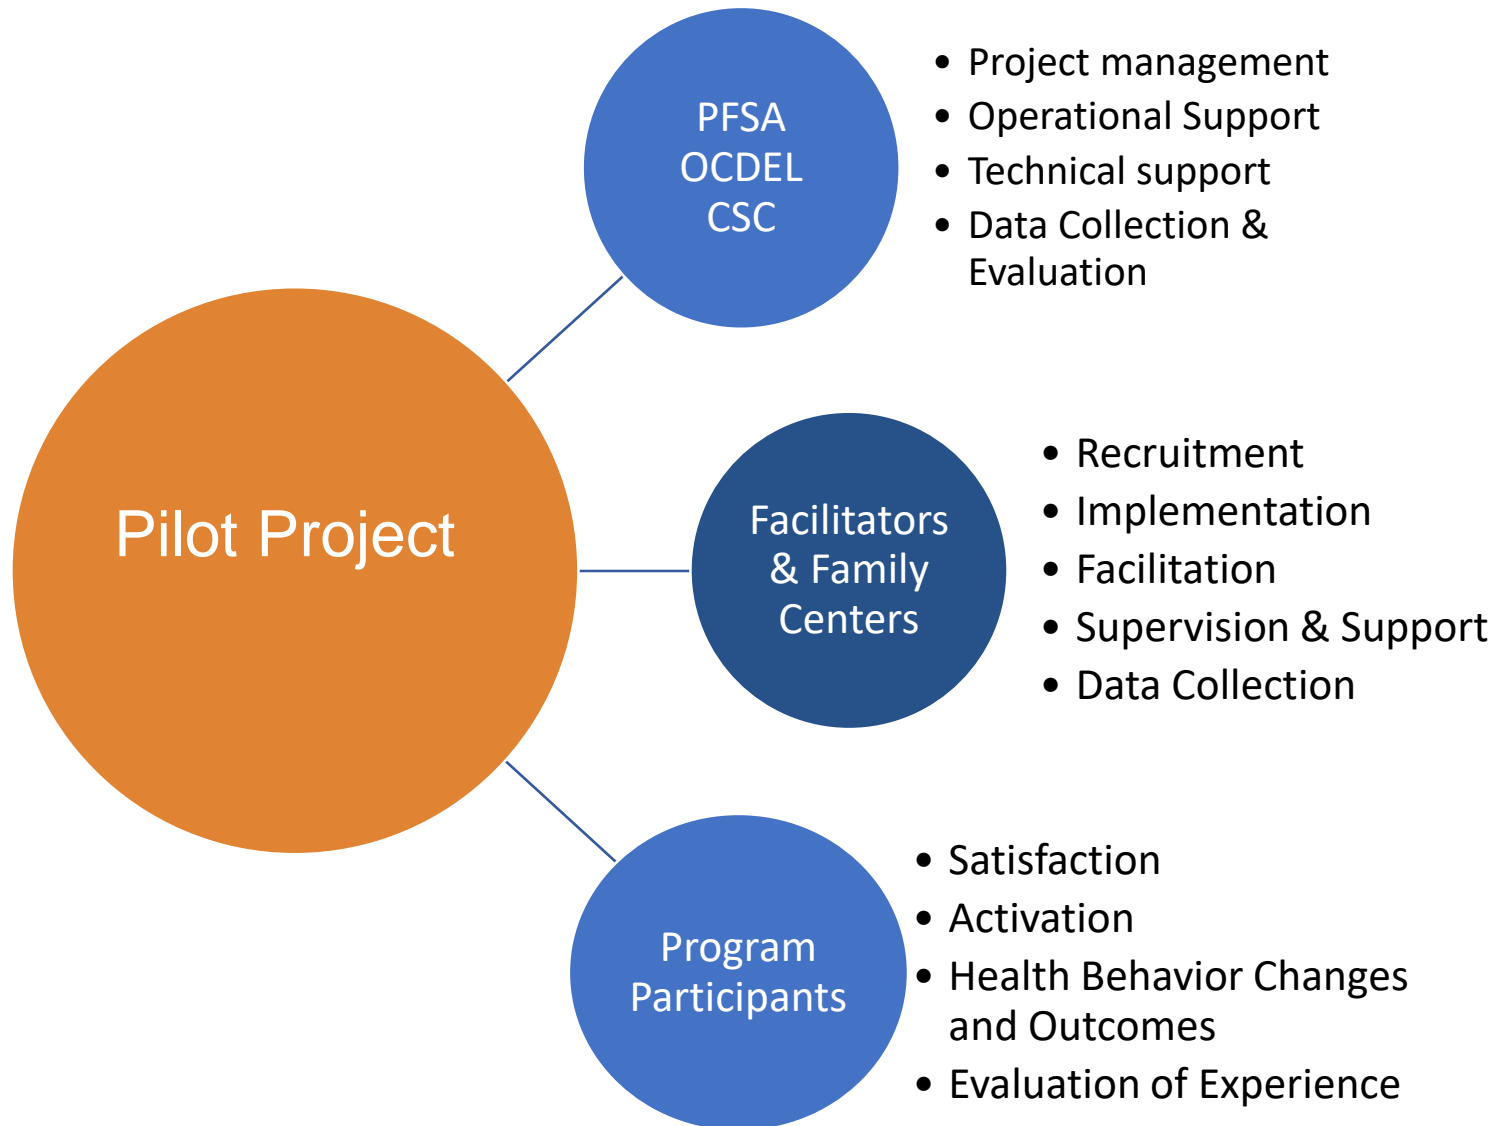 Pilot Project
PFSA
OCDEL
CSC
• Project management
• Operational Support
• Technical support
• Data Collection &
Evaluation
Facilitators
& Family
Centers
• Recruitment
• Implementation
• Facilitation
• Supervision & Support
• Data Collection
Program
Participants
• Satisfaction
• Activation
• Health Behavior Changes
and Outcomes
• Evaluation of Experience